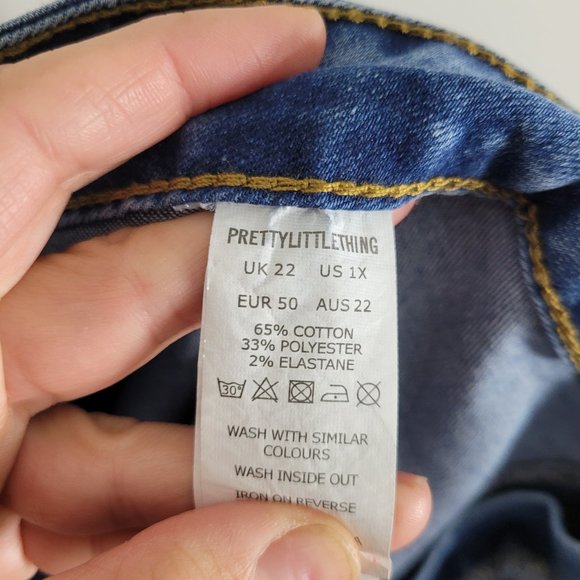 PRETTYLITTLETHING
UK 22 US 1X
EUR 50 AUS 22
65% COTTON
33% POLYESTER
2% ELASTANE
30°
WASH WITH SIMILAR
COLOURS
WASH INSIDE OUT
IRON ON REVERSE